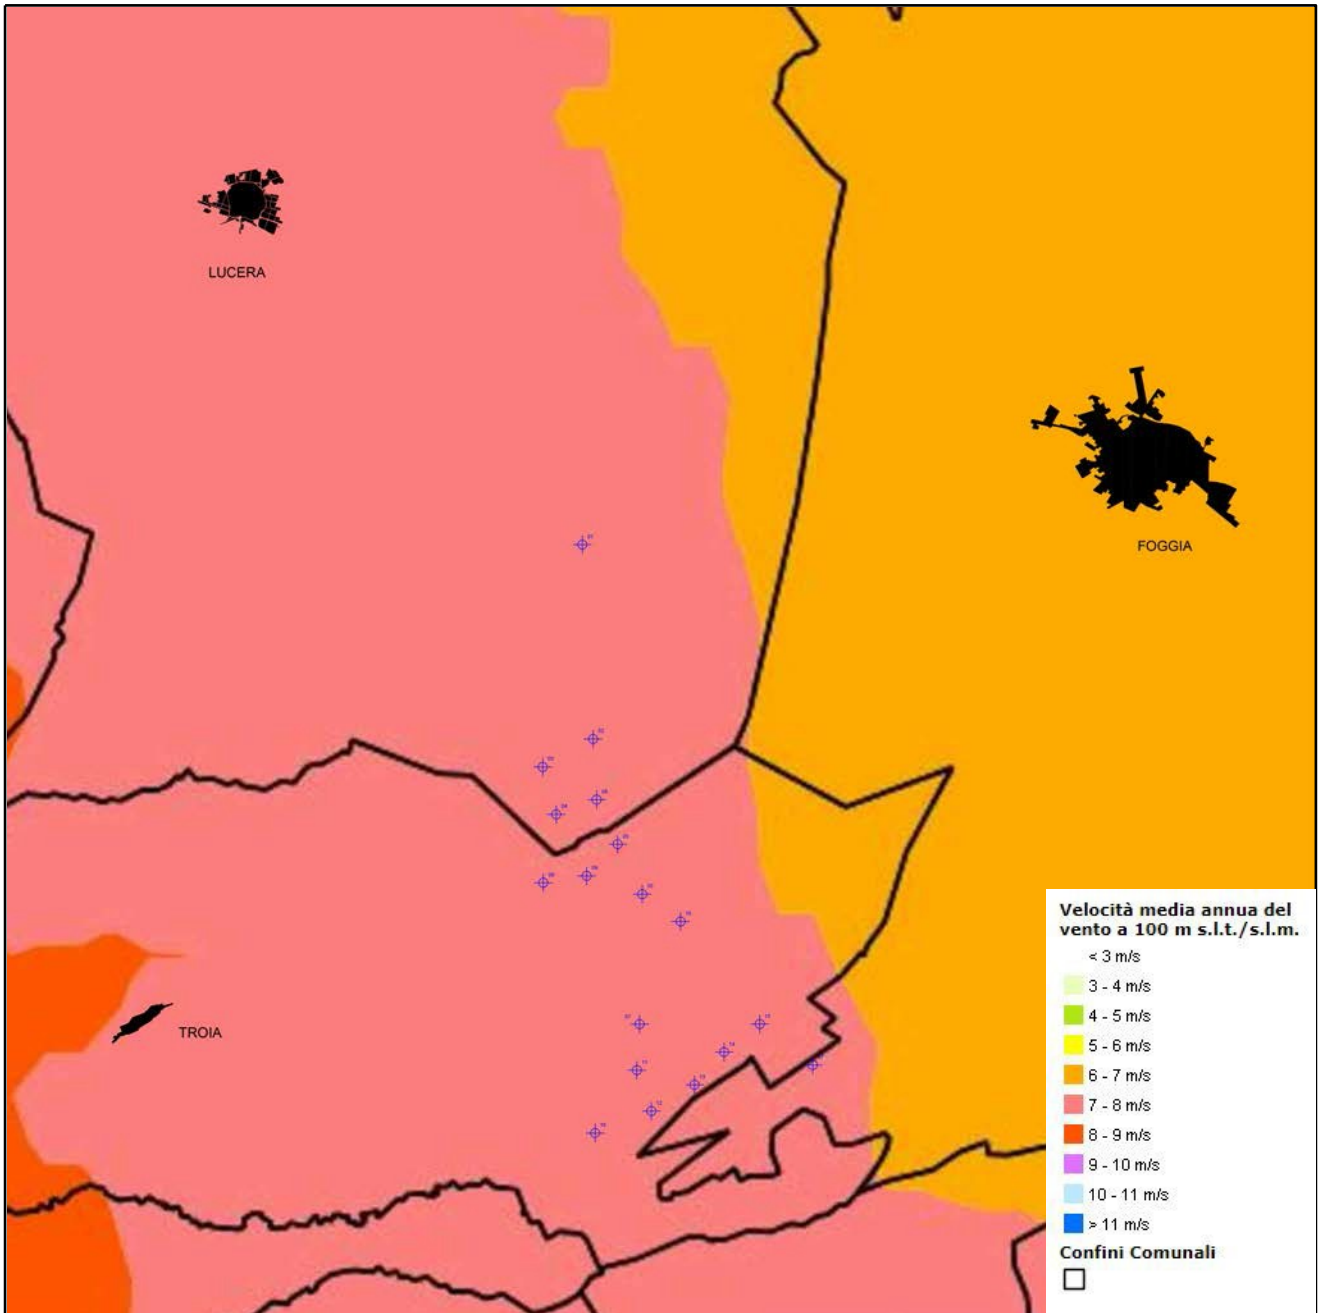 LUCERA
FOGGIA
TROIA
Velocità media annua del
vento a 100 m s.l.t./s.l.m.
< 3 m/s
3 - 4 m/s
4 - 5 m/s
5 - 6 m/s
6 - 7 m/s
7 - 8 m/s
8 - 9 m/s
9 - 10 m/s
10 - 11 m/s
> 11 m/s
Confini Comunali